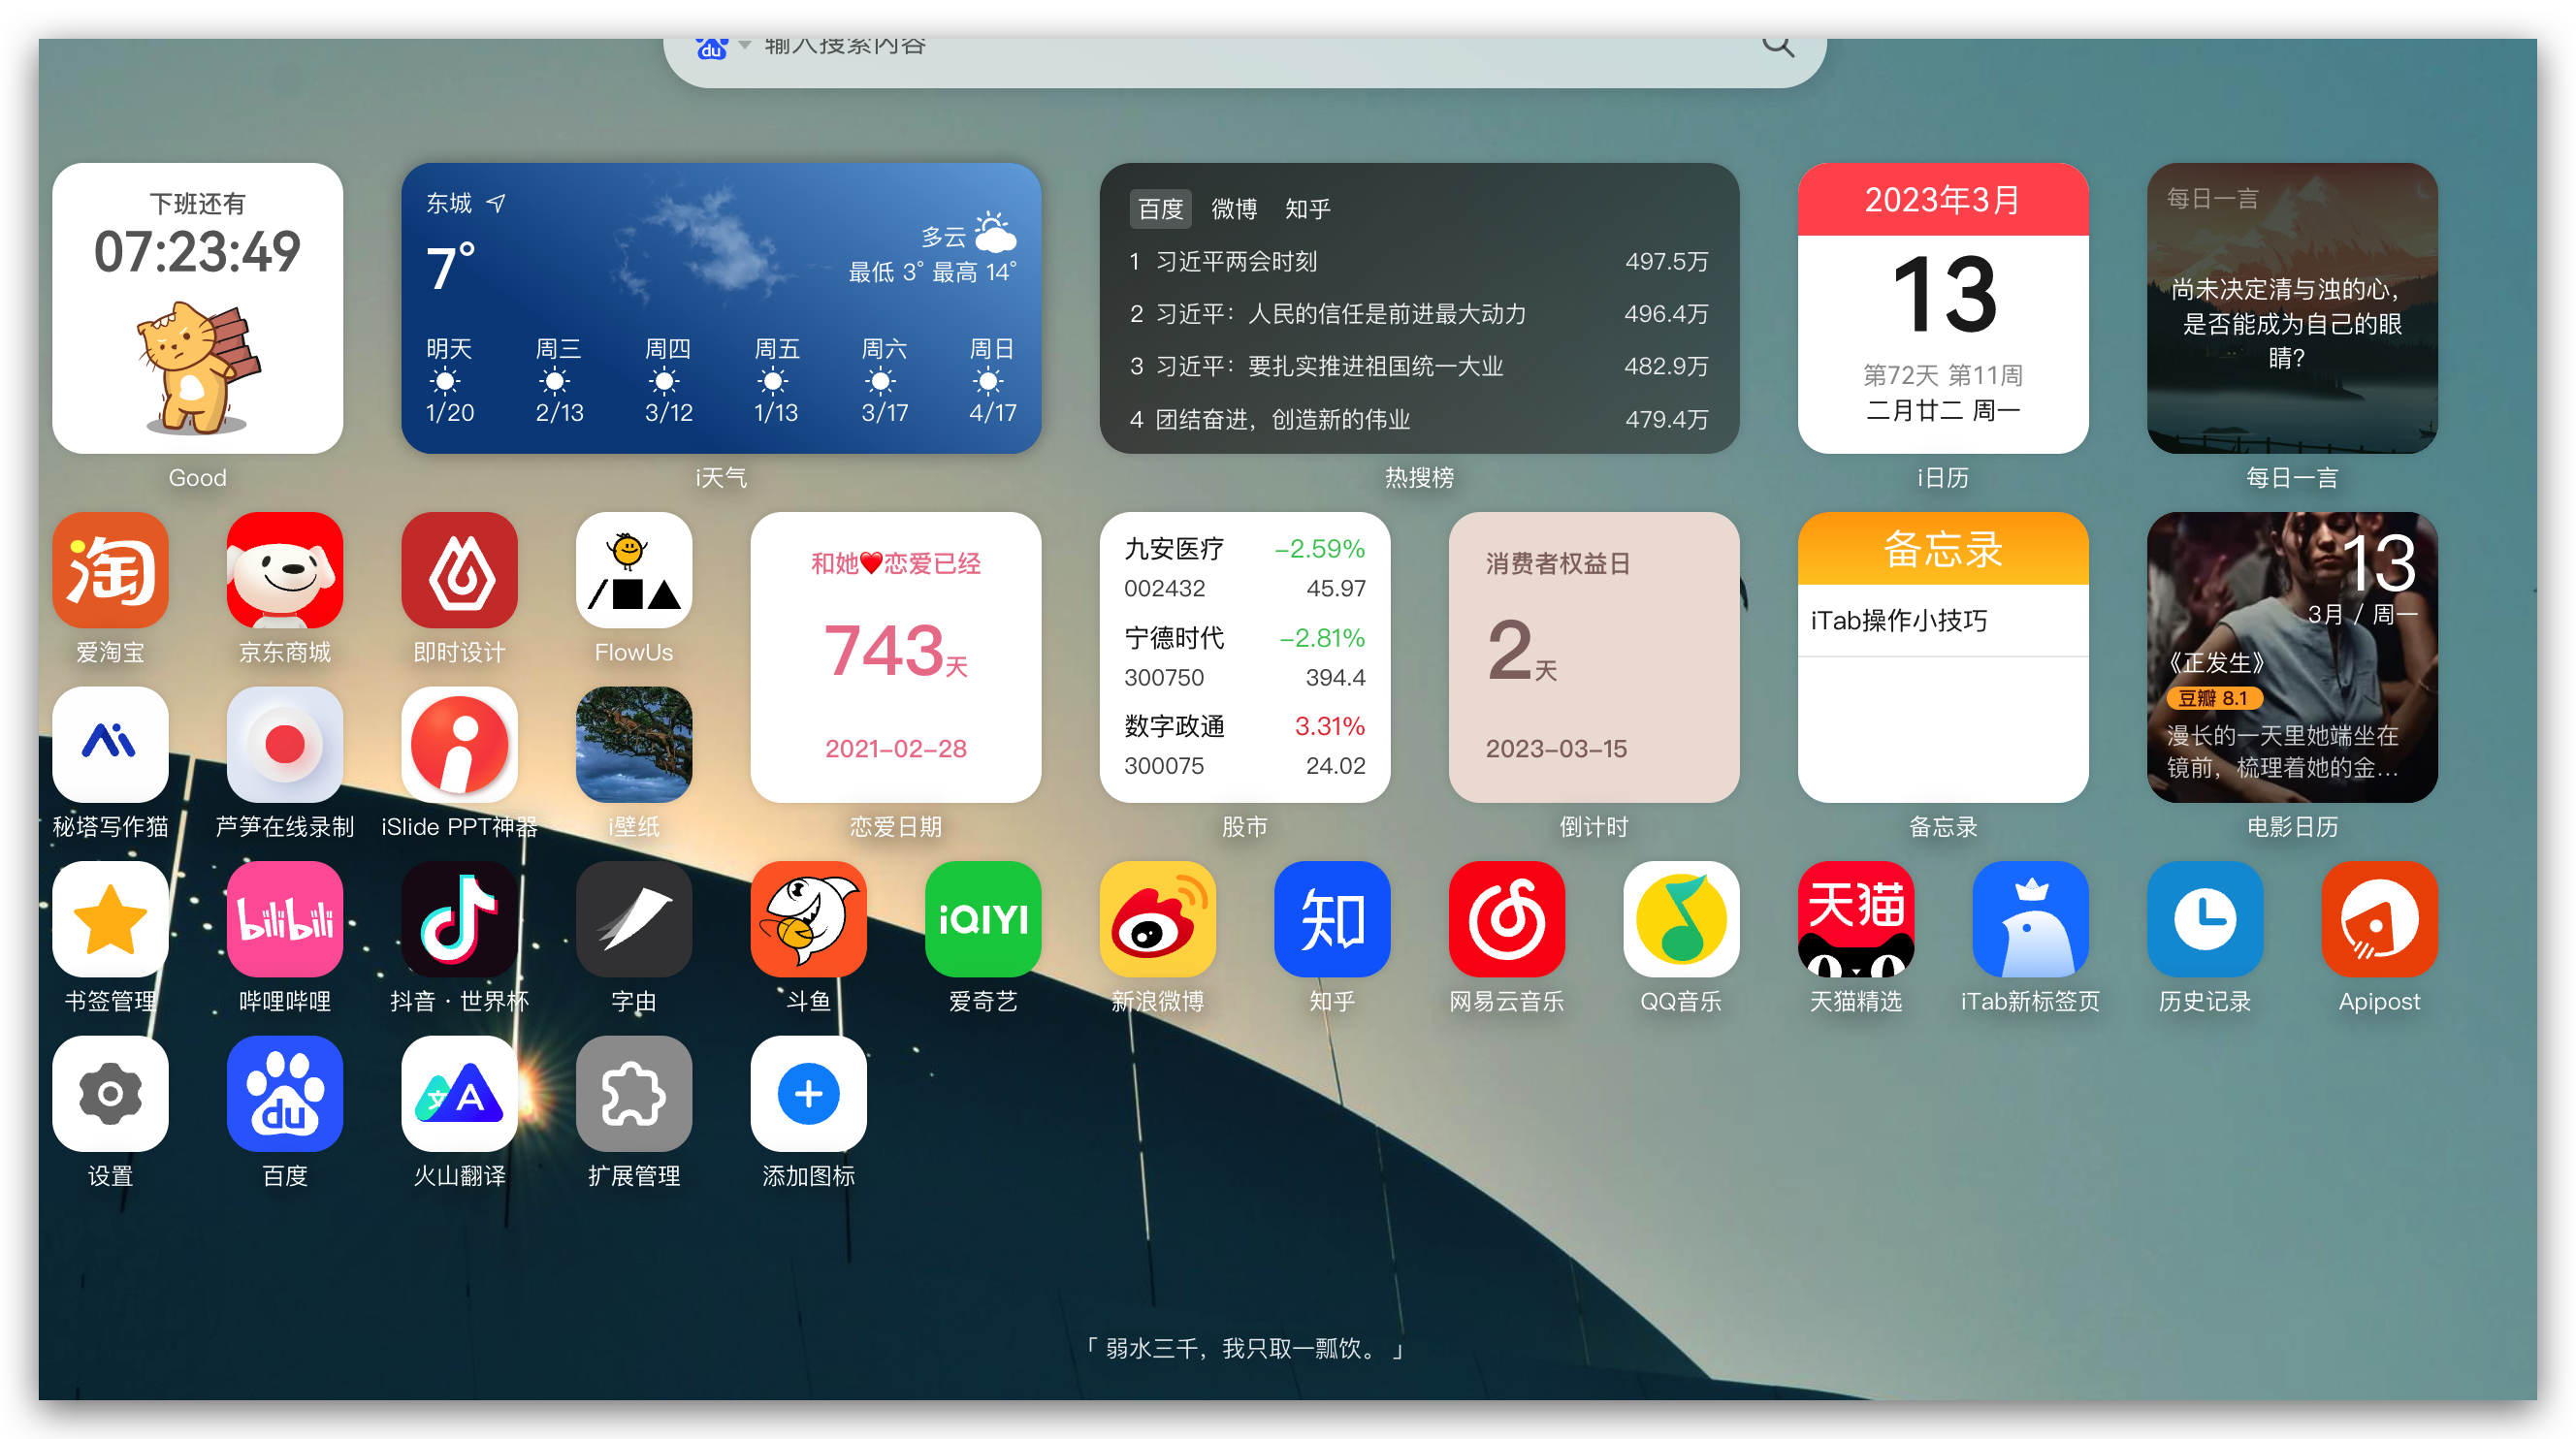 du 输入搜索内容
下班还有
07:23:49
Good
东城
7°
多云
最低 3° 最高 14°
明天 周三 周四 周五 周六 周日
1/20 2/13 3/12 1/13 3/17 4/17
i天气
百度 微博 知乎
1 习近平两会时刻 497.5万
2 习近平：人民的信任是前进最大动力 496.4万
3 习近平：要扎实推进祖国统一大业 482.9万
4 团结奋进，创造新的伟业 479.4万
热搜榜
2023年3月
13
第72天 第11周
二月廿二 周一
i日历
每日一言
尚未决定清与浊的心，
是否能成为自己的眼
睛？
每日一言
淘
爱淘宝 京东商城 即时设计 FlowUs
秘塔写作猫 芦笋在线录制 iSlide PPT神器 i壁纸
和她❤️恋爱已经
743天
2021-02-28
恋爱日期
九安医疗 -2.59%
002432 45.97
宁德时代 -2.81%
300750 394.4
数字政通 3.31%
300075 24.02
股市
消费者权益日
2天
2023-03-15
倒计时
备忘录
iTab操作小技巧
备忘录
13
3月 / 周一
《正发生》
豆瓣 8.1
漫长的一天里她端坐在
镜前，梳理着她的金...
电影日历
bilibili iQIYI 知 天猫
书签管理 哔哩哔哩 抖音 · 世界杯 字由 斗鱼 爱奇艺 新浪微博 知乎 网易云音乐 QQ音乐 天猫精选 iTab新标签页 历史记录 Apipost
du 文 A
设置 百度 火山翻译 扩展管理 添加图标
「 弱水三千，我只取一瓢饮。 」